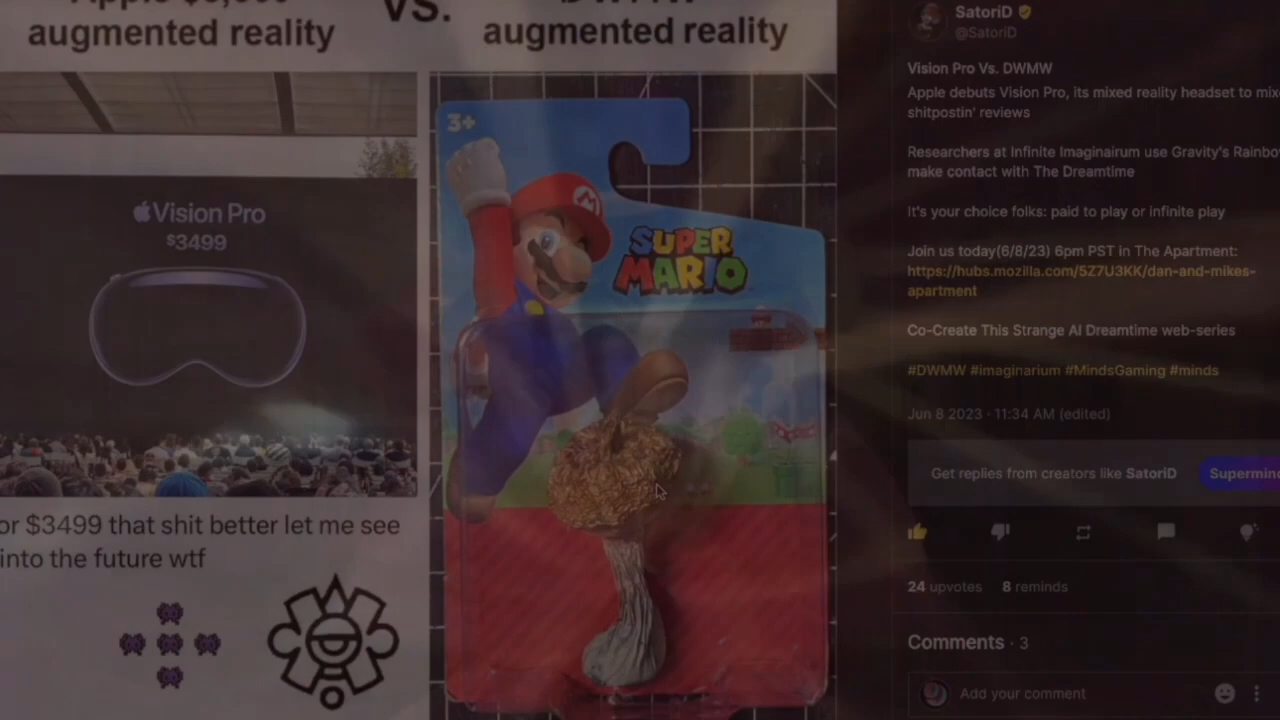 vs.
augmented reality
augmented reality
Vision Pro
$3499
3+
SUPER
MARIO
M
or $3499 that shit better let me see
into the future wtf
SatoriD
@SatoriD
Vision Pro Vs. DWMW
Apple debuts Vision Pro, its mixed reality headset to mix
shitpostin' reviews
Researchers at Infinite Imaginairum use Gravity's Rainbo
make contact with The Dreamtime
It's your choice folks: paid to play or infinite play
Join us today(6/8/23) 6pm PST in The Apartment:
https://hubs.mozilla.com/5Z7U3KK/dan-and-mikes-
apartment
Co-Create This Strange AI Dreamtime web-series
#DWMW #imaginarium #MindsGaming #minds
Jun 8 2023 · 11:34 AM (edited)
Get replies from creators like SatoriD
Supermin
24 upvotes 8 reminds
Comments · 3
Add your comment